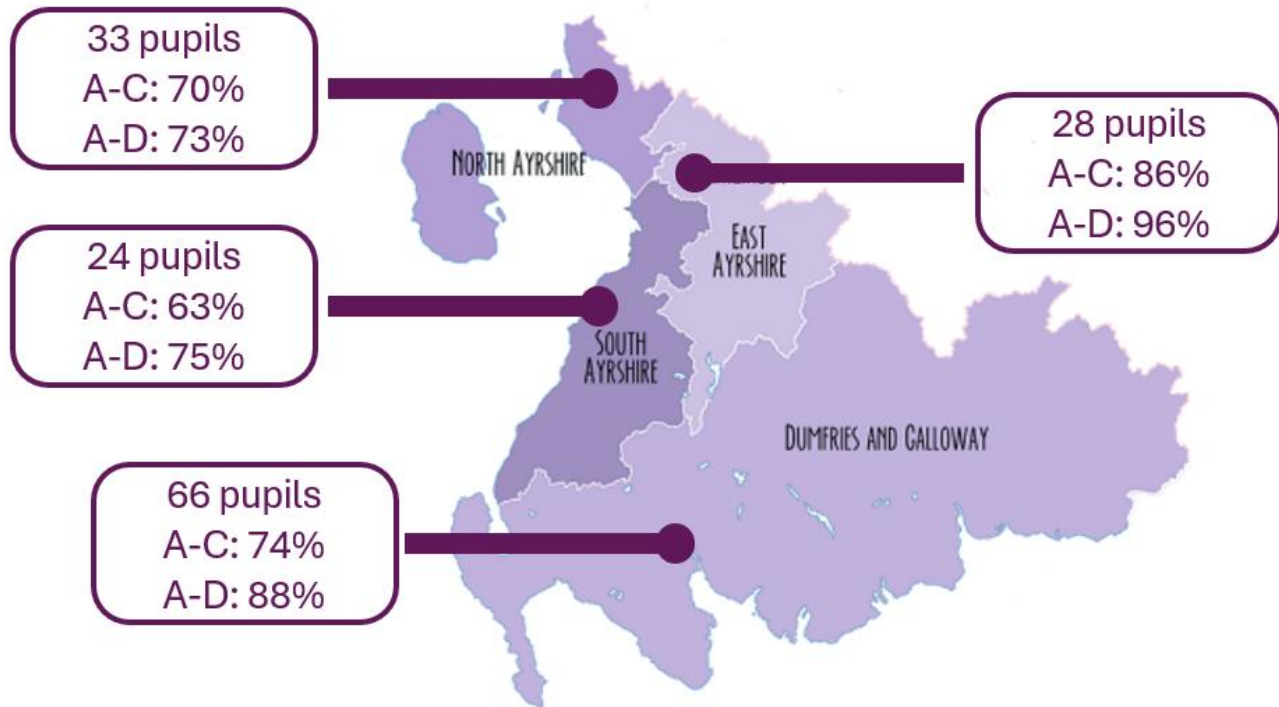 33 pupils
A-C: 70%
A-D: 73%
28 pupils
A-C: 86%
A-D: 96%
NORTH AYRSHIRE
24 pupils
A-C: 63%
A-D: 75%
EAST
AYRSHIRE
SOUTH
AYRSHIRE
DUMFRIES AND GALLOWAY
66 pupils
A-C: 74%
A-D: 88%